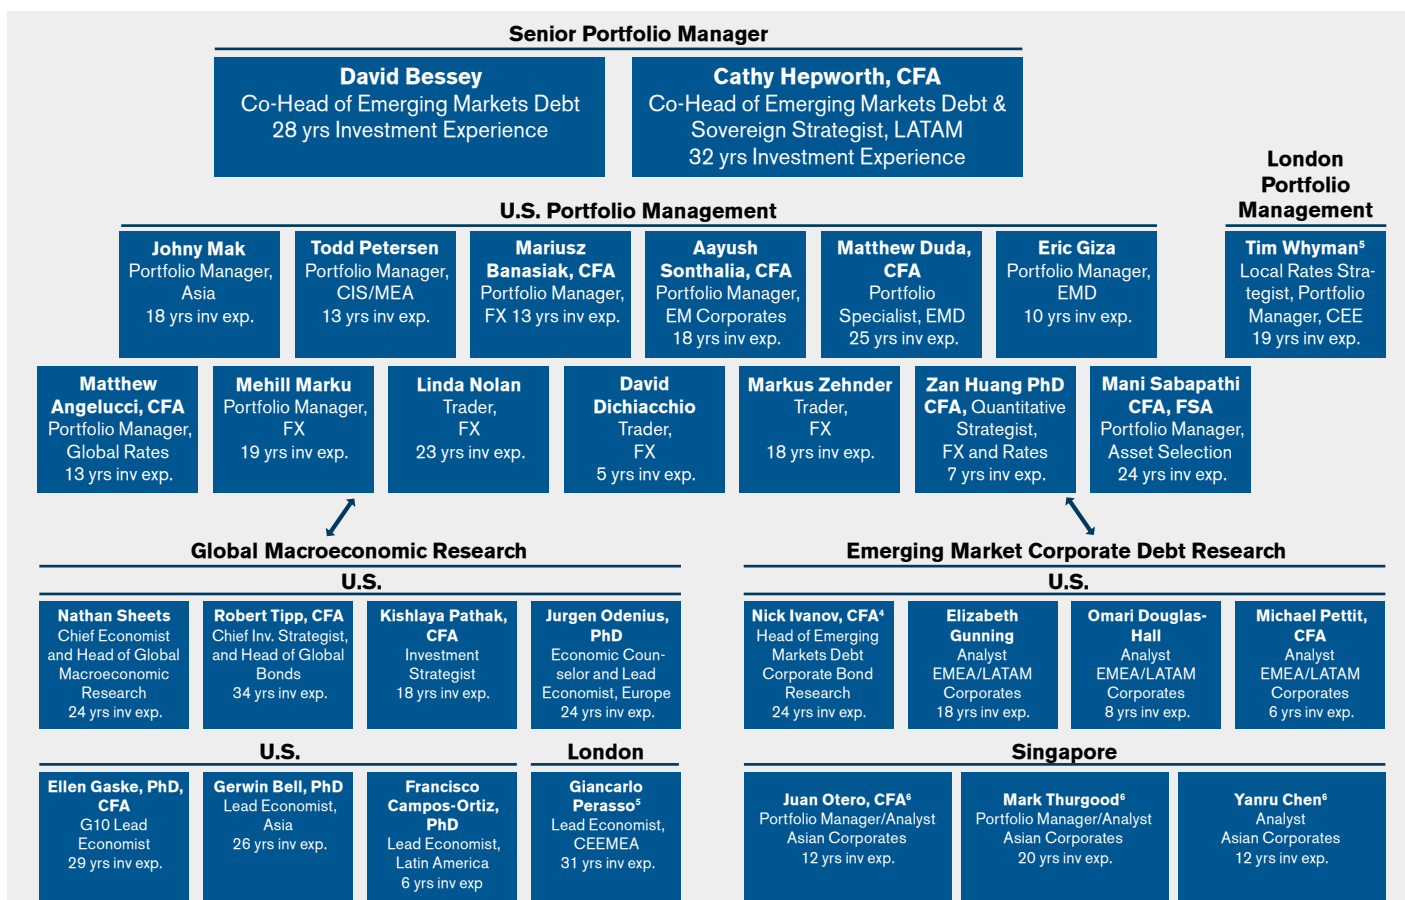 Senior Portfolio Manager
David Bessey
Co-Head of Emerging Markets Debt
28 yrs Investment Experience
Cathy Hepworth, CFA
Co-Head of Emerging Markets Debt &
Sovereign Strategist, LATAM
32 yrs Investment Experience
London
Portfolio
Management
U.S. Portfolio Management
Johny Mak
Portfolio Manager,
Asia
18 yrs inv exp.
Todd Petersen
Portfolio Manager,
CIS/MEA
13 yrs inv exp.
Mariusz
Banasiak, CFA
Portfolio Manager,
FX 13 yrs inv exp.
Aayush
Sonthalia, CFA
Portfolio Manager,
EM Corporates
18 yrs inv exp.
Matthew Duda,
CFA
Portfolio
Specialist, EMD
25 yrs inv exp.
Eric Giza
Portfolio Manager,
EMD
10 yrs inv exp.
Tim Whyman⁵
Local Rates Stra-
tegist, Portfolio
Manager, CEE
19 yrs inv exp.
Matthew
Angelucci, CFA
Portfolio Manager,
Global Rates
13 yrs inv exp.
Mehill Marku
Portfolio Manager,
FX
19 yrs inv exp.
Linda Nolan
Trader,
FX
23 yrs inv exp.
David
Dichiacchio
Trader,
FX
5 yrs inv exp.
Markus Zehnder
Trader,
FX
18 yrs inv exp.
Zan Huang PhD
CFA, Quantitative
Strategist,
FX and Rates
7 yrs inv exp.
Mani Sabapathi
CFA, FSA
Portfolio Manager,
Asset Selection
24 yrs inv exp.
Global Macroeconomic Research
U.S.
Nathan Sheets
Chief Economist
and Head of Global
Macroeconomic
Research
24 yrs inv exp.
Robert Tipp, CFA
Chief Inv. Strategist,
and Head of Global
Bonds
34 yrs inv exp.
Kishlaya Pathak,
CFA
Investment
Strategist
18 yrs inv exp.
Jurgen Odenius,
PhD
Economic Coun-
selor and Lead
Economist, Europe
24 yrs inv exp.
U.S.
Ellen Gaske, PhD,
CFA
G10 Lead
Economist
29 yrs inv exp.
Gerwin Bell, PhD
Lead Economist,
Asia
26 yrs inv exp.
Francisco
Campos-Ortiz,
PhD
Lead Economist,
Latin America
6 yrs inv exp
London
Giancarlo
Perasso⁵
Lead Economist,
CEEMEA
31 yrs inv exp.
Emerging Market Corporate Debt Research
U.S.
Nick Ivanov, CFA⁴
Head of Emerging
Markets Debt
Corporate Bond
Research
24 yrs inv exp.
Elizabeth
Gunning
Analyst
EMEA/LATAM
Corporates
18 yrs inv exp.
Omari Douglas-
Hall
Analyst
EMEA/LATAM
Corporates
8 yrs inv exp.
Michael Pettit,
CFA
Analyst
EMEA/LATAM
Corporates
6 yrs inv exp.
Singapore
Juan Otero, CFA⁶
Portfolio Manager/Analyst
Asian Corporates
12 yrs inv exp.
Mark Thurgood⁶
Portfolio Manager/Analyst
Asian Corporates
20 yrs inv exp.
Yanru Chen⁶
Analyst
Asian Corporates
12 yrs inv exp.